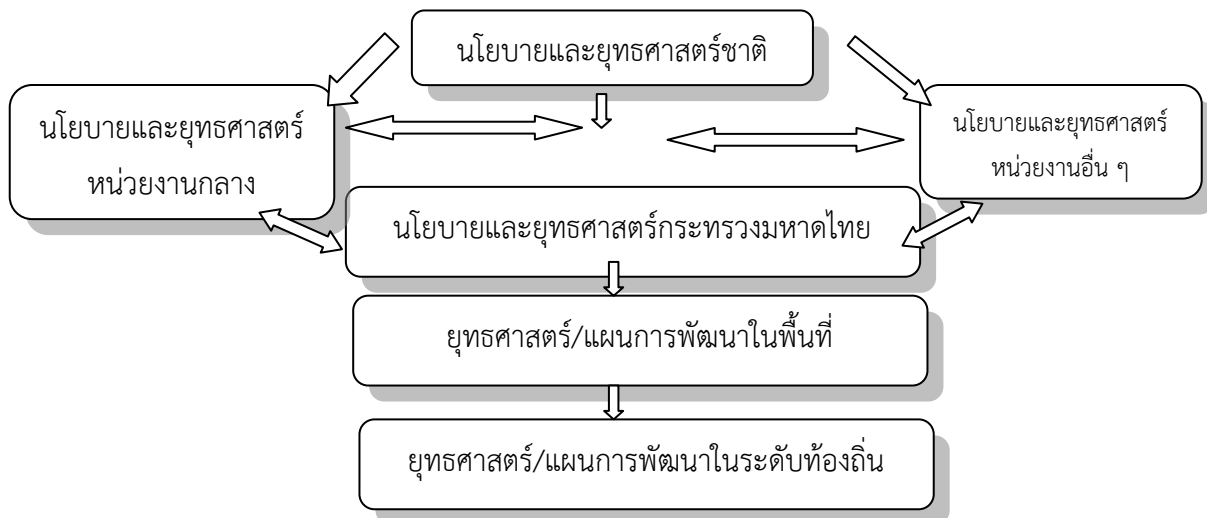 นโยบายและยุทธศาสตร์ชาติ
นโยบายและยุทธศาสตร์
หน่วยงานกลาง
นโยบายและยุทธศาสตร์
หน่วยงานอื่น ๆ
นโยบายและยุทธศาสตร์กระทรวงมหาดไทย
ยุทธศาสตร์/แผนการพัฒนาในพื้นที่
ยุทธศาสตร์/แผนการพัฒนาในระดับท้องถิ่น